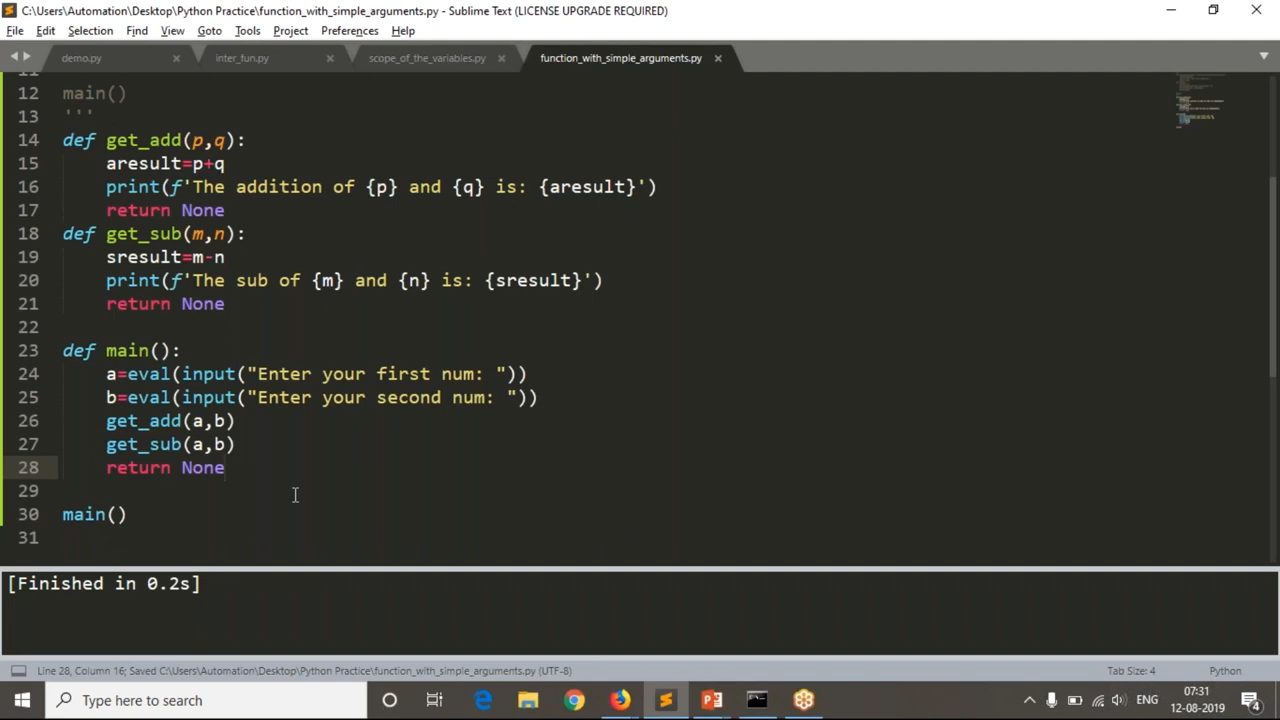 C:\Users\Automation\Desktop\Python Practice\function_with_simple_arguments.py - Sublime Text (LICENSE UPGRADE REQUIRED)
File Edit Selection Find View Goto Tools Project Preferences Help
demo.py inter_fun.py scope_of_the_variables.py function_with_simple_arguments.py
11
12 main()
13 '''
14 def get_add(p,q):
15 aresult=p+q
16 print(f'The addition of {p} and {q} is: {aresult}')
17 return None
18 def get_sub(m,n):
19 sresult=m-n
20 print(f'The sub of {m} and {n} is: {sresult}')
21 return None
22
23 def main():
24 a=eval(input("Enter your first num: "))
25 b=eval(input("Enter your second num: "))
26 get_add(a,b)
27 get_sub(a,b)
28 return None
29
30 main()
31
[Finished in 0.2s]
Line 28, Column 16; Saved C:\Users\Automation\Desktop\Python Practice\function_with_simple_arguments.py (UTF-8) Tab Size: 4 Python
Type here to search ENG 07:31
12-08-2019 4